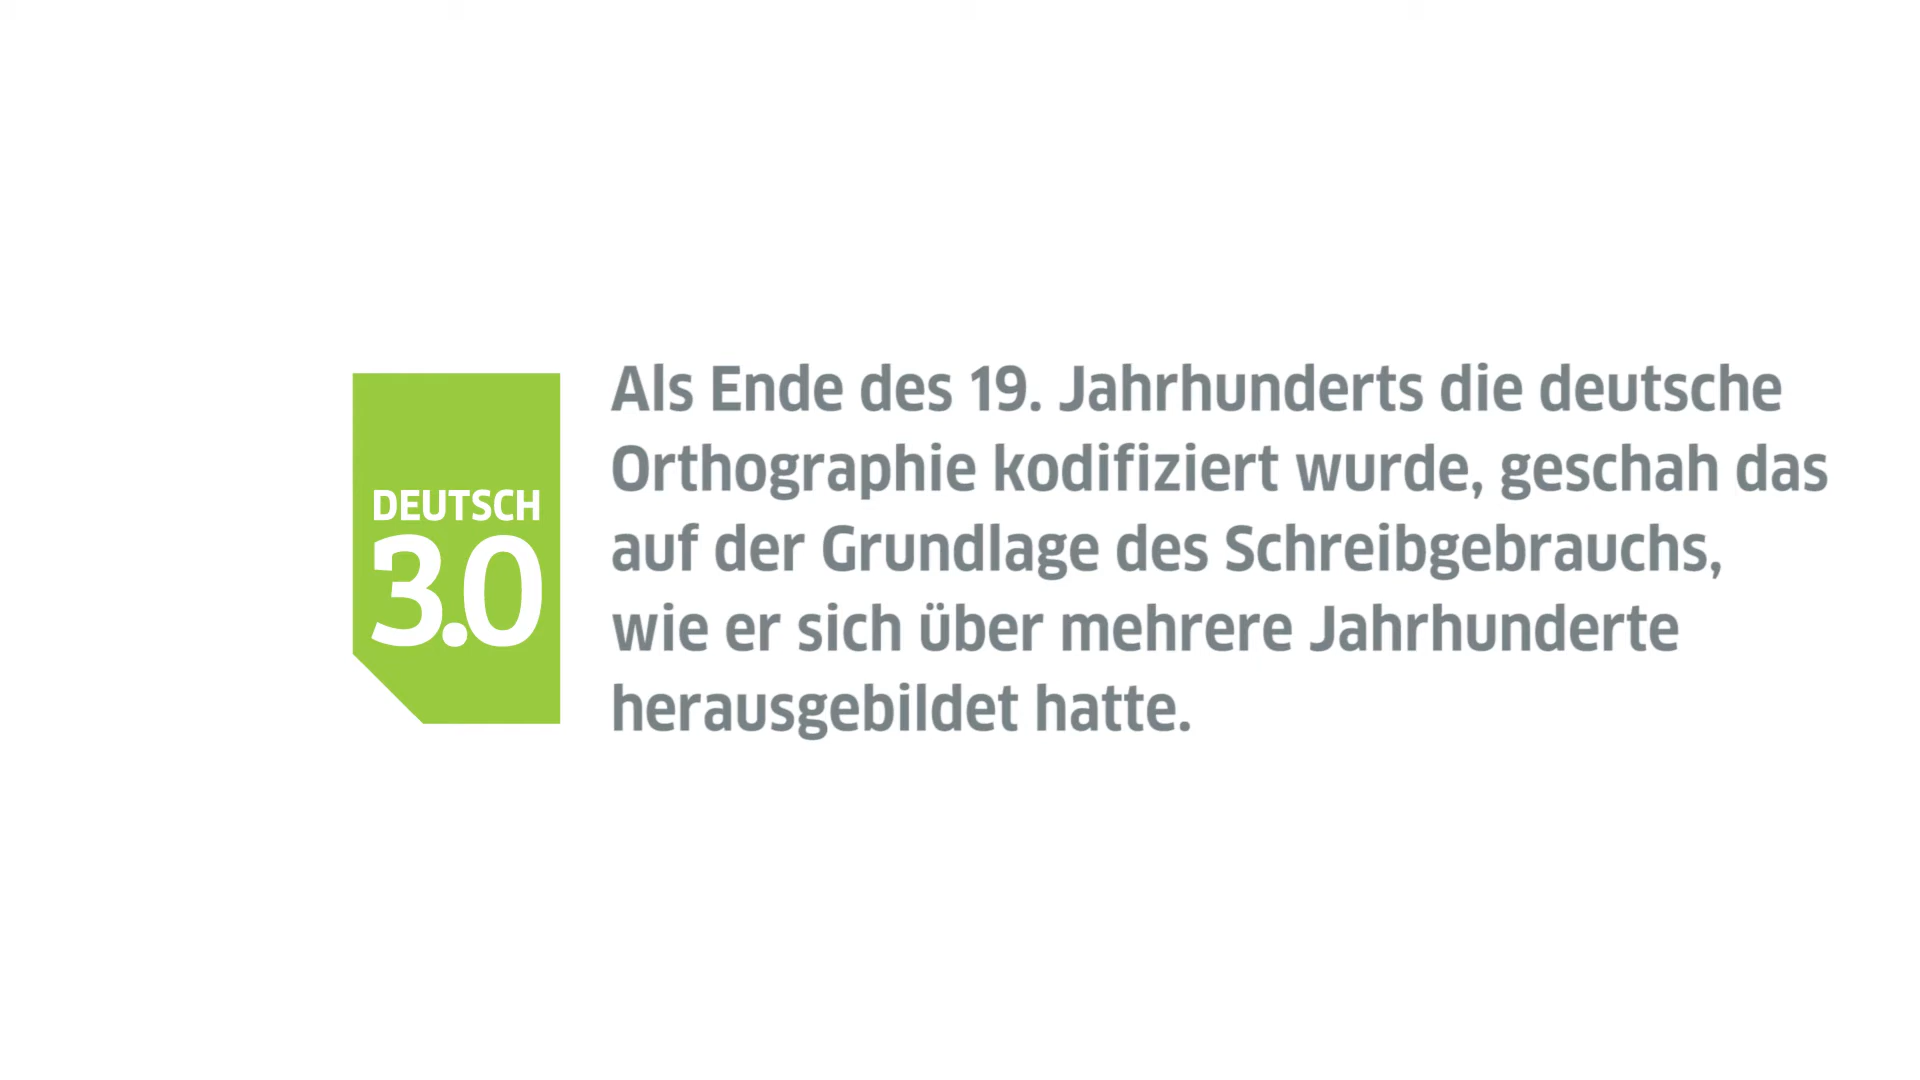 DEUTSCH
3.0
Als Ende des 19. Jahrhunderts die deutsche
Orthographie kodifiziert wurde, geschah das
auf der Grundlage des Schreibgebrauchs,
wie er sich über mehrere Jahrhunderte
herausgebildet hatte.